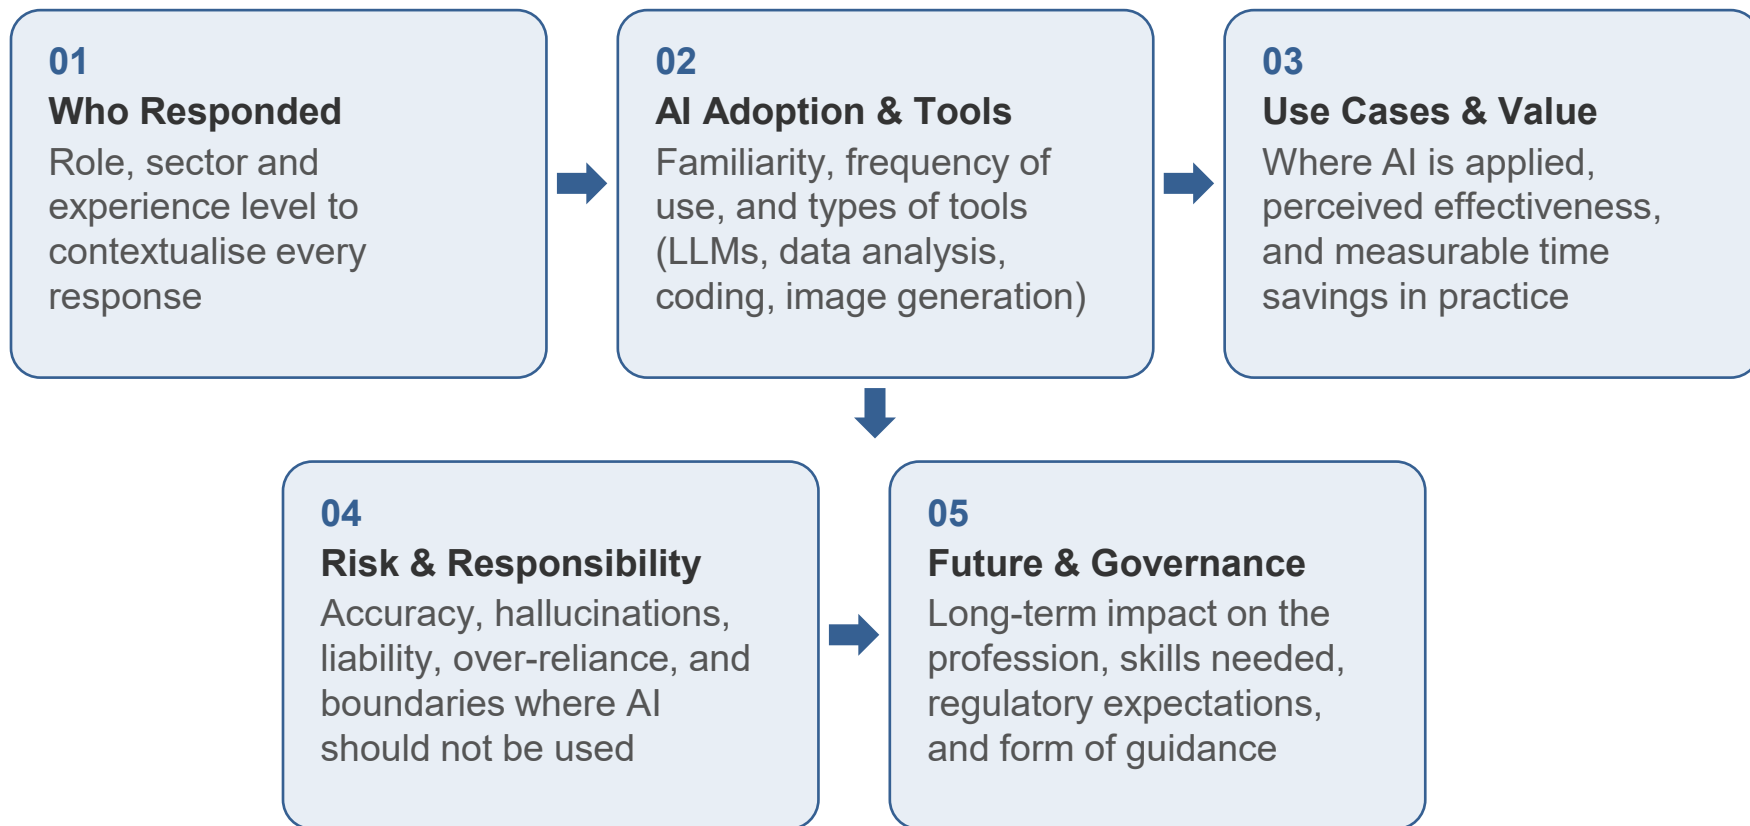 01
Who Responded
Role, sector and
experience level to
contextualise every
response
02
AI Adoption & Tools
Familiarity, frequency of
use, and types of tools
(LLMs, data analysis,
coding, image generation)
03
Use Cases & Value
Where AI is applied,
perceived effectiveness,
and measurable time
savings in practice
04
Risk & Responsibility
Accuracy, hallucinations,
liability, over-reliance, and
boundaries where AI
should not be used
05
Future & Governance
Long-term impact on the
profession, skills needed,
regulatory expectations,
and form of guidance